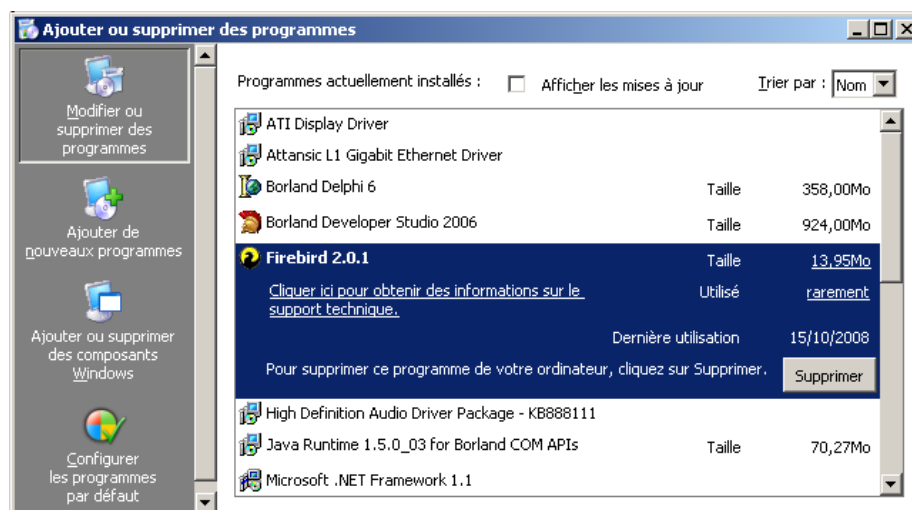 Ajouter ou supprimer des programmes
Modifier ou
supprimer des
programmes
Ajouter de
nouveaux programmes
Ajouter ou supprimer
des composants
Windows
Configurer
les programmes
par défaut
Programmes actuellement installés : Afficher les mises à jour Trier par : Nom
ATI Display Driver
Attansic L1 Gigabit Ethernet Driver
Borland Delphi 6 Taille 358,00Mo
Borland Developer Studio 2006 Taille 924,00Mo
Firebird 2.0.1 Taille 13,95Mo
Cliquer ici pour obtenir des informations sur le Utilisé rarement
support technique.
Dernière utilisation 15/10/2008
Pour supprimer ce programme de votre ordinateur, cliquez sur Supprimer. Supprimer
High Definition Audio Driver Package - KB888111
Java Runtime 1.5.0_03 for Borland COM APIs Taille 70,27Mo
Microsoft .NET Framework 1.1